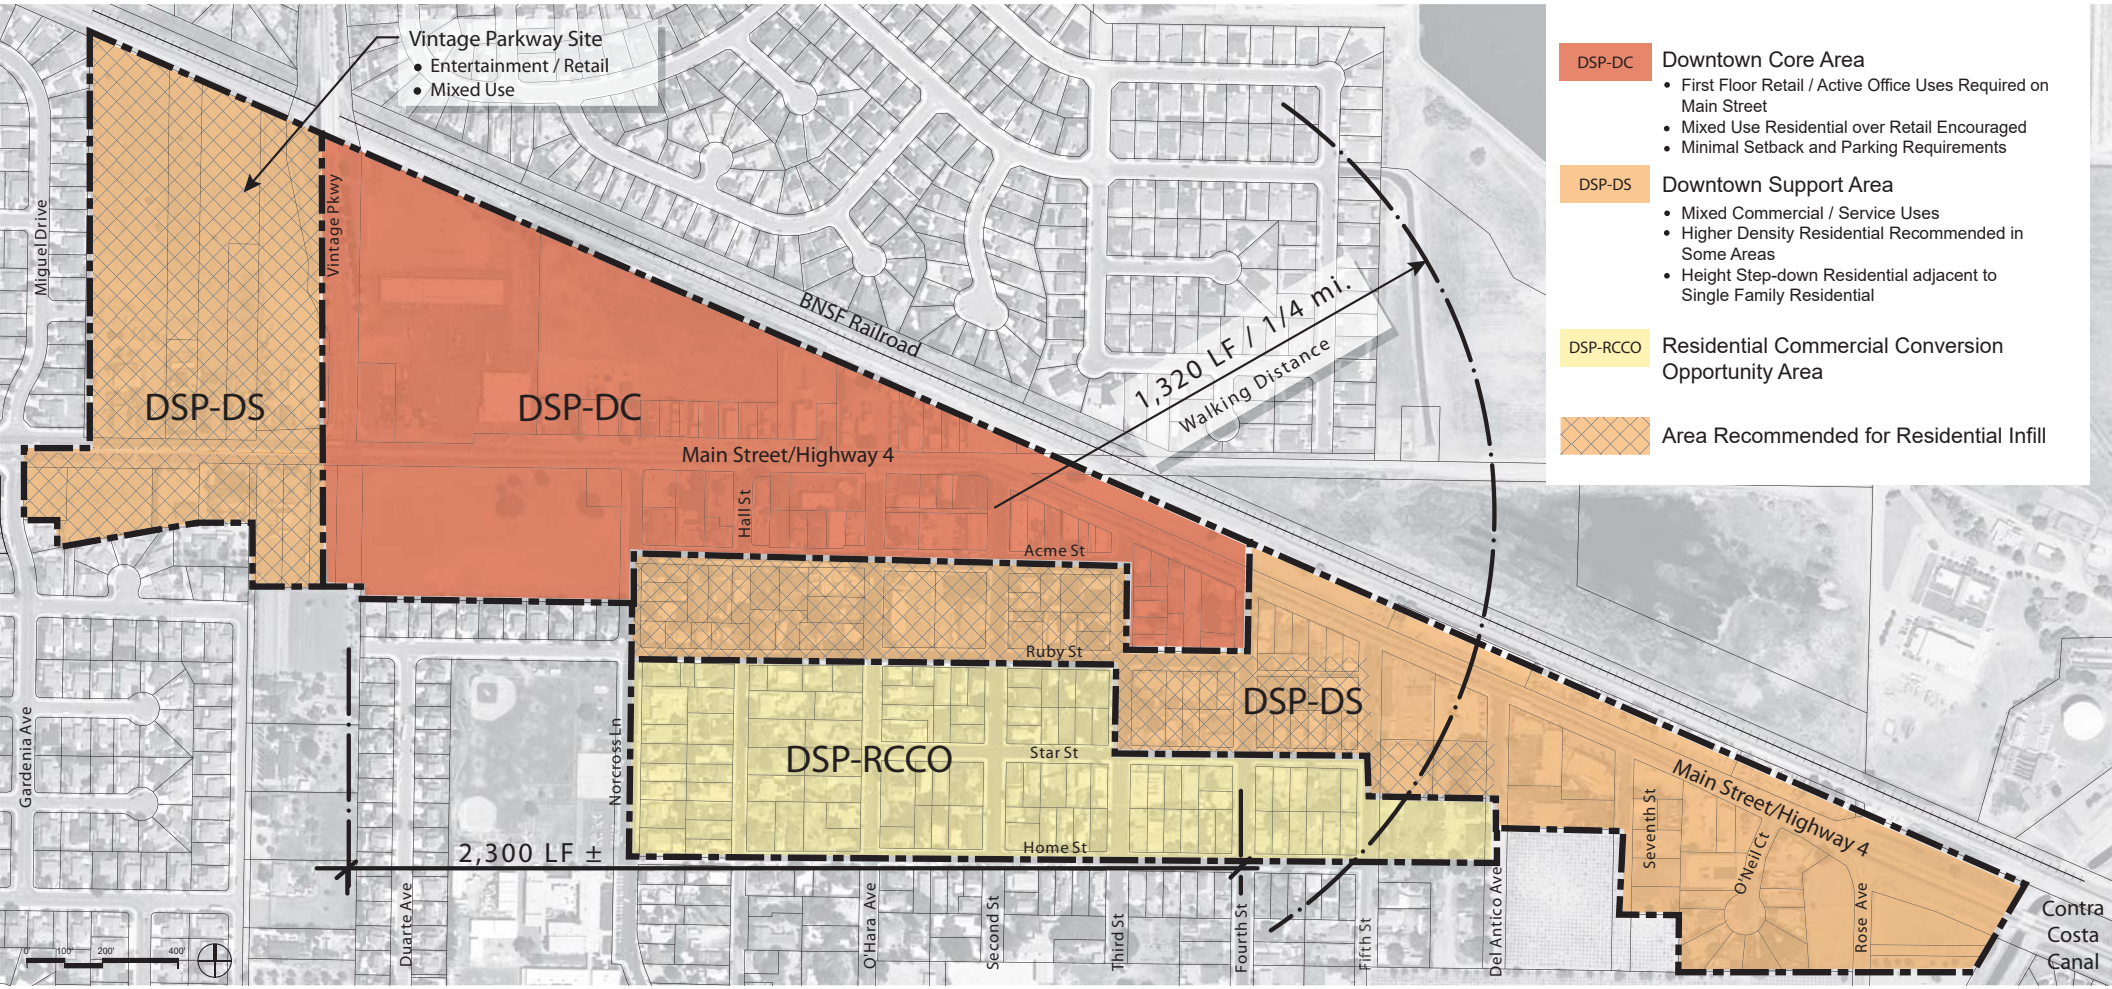 Vintage Parkway Site
• Entertainment / Retail
• Mixed Use
DSP-DC
Downtown Core Area
• First Floor Retail / Active Office Uses Required on
Main Street
• Mixed Use Residential over Retail Encouraged
• Minimal Setback and Parking Requirements
DSP-DS
Downtown Support Area
• Mixed Commercial / Service Uses
• Higher Density Residential Recommended in
Some Areas
• Height Step-down Residential adjacent to
Single Family Residential
DSP-RCCO
Residential Commercial Conversion
Opportunity Area
Area Recommended for Residential Infill
Miguel Drive
Vintage Pkwy
BNSF Railroad
1,320 LF / 1/4 mi.
Walking Distance
DSP-DS
DSP-DC
Main Street/Highway 4
Hall St
Acme St
Ruby St
DSP-DS
Gardenia Ave
Norcross Ln
DSP-RCCO
Star St
Main Street/Highway 4
Seventh St
O'Neil Ct
Rose Ave
2,300 LF ±
Home St
Duarte Ave
O'Hara Ave
Second St
Third St
Fourth St
Fifth St
Del Antico Ave
Contra
Costa
Canal
0' 100' 200' 400'